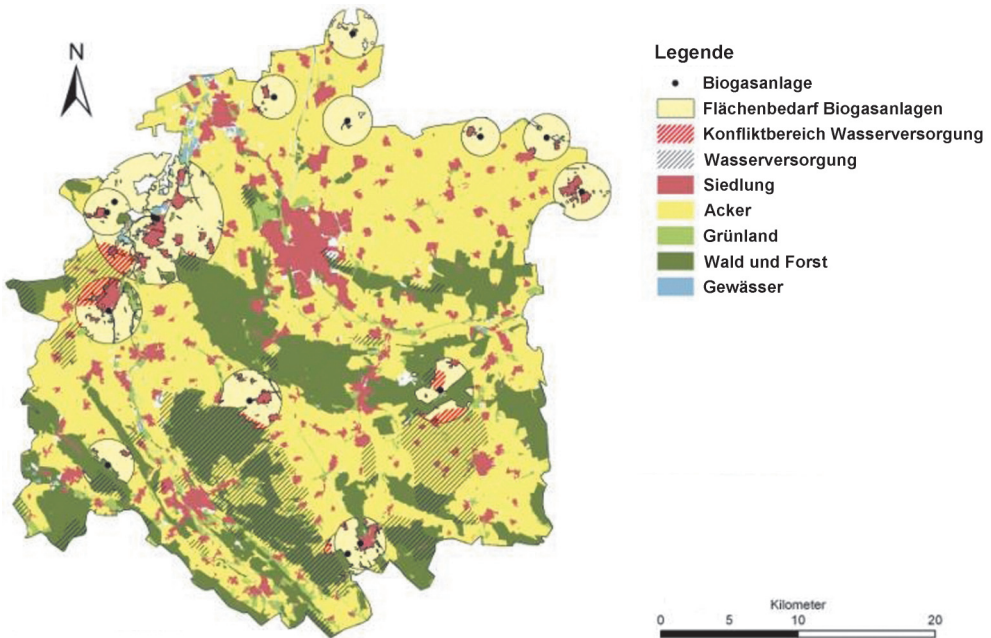 N
Legende
Biogasanlage
Flächenbedarf Biogasanlagen
Konfliktbereich Wasserversorgung
Wasserversorgung
Siedlung
Acker
Grünland
Wald und Forst
Gewässer
Kilometer
0 5 10 20